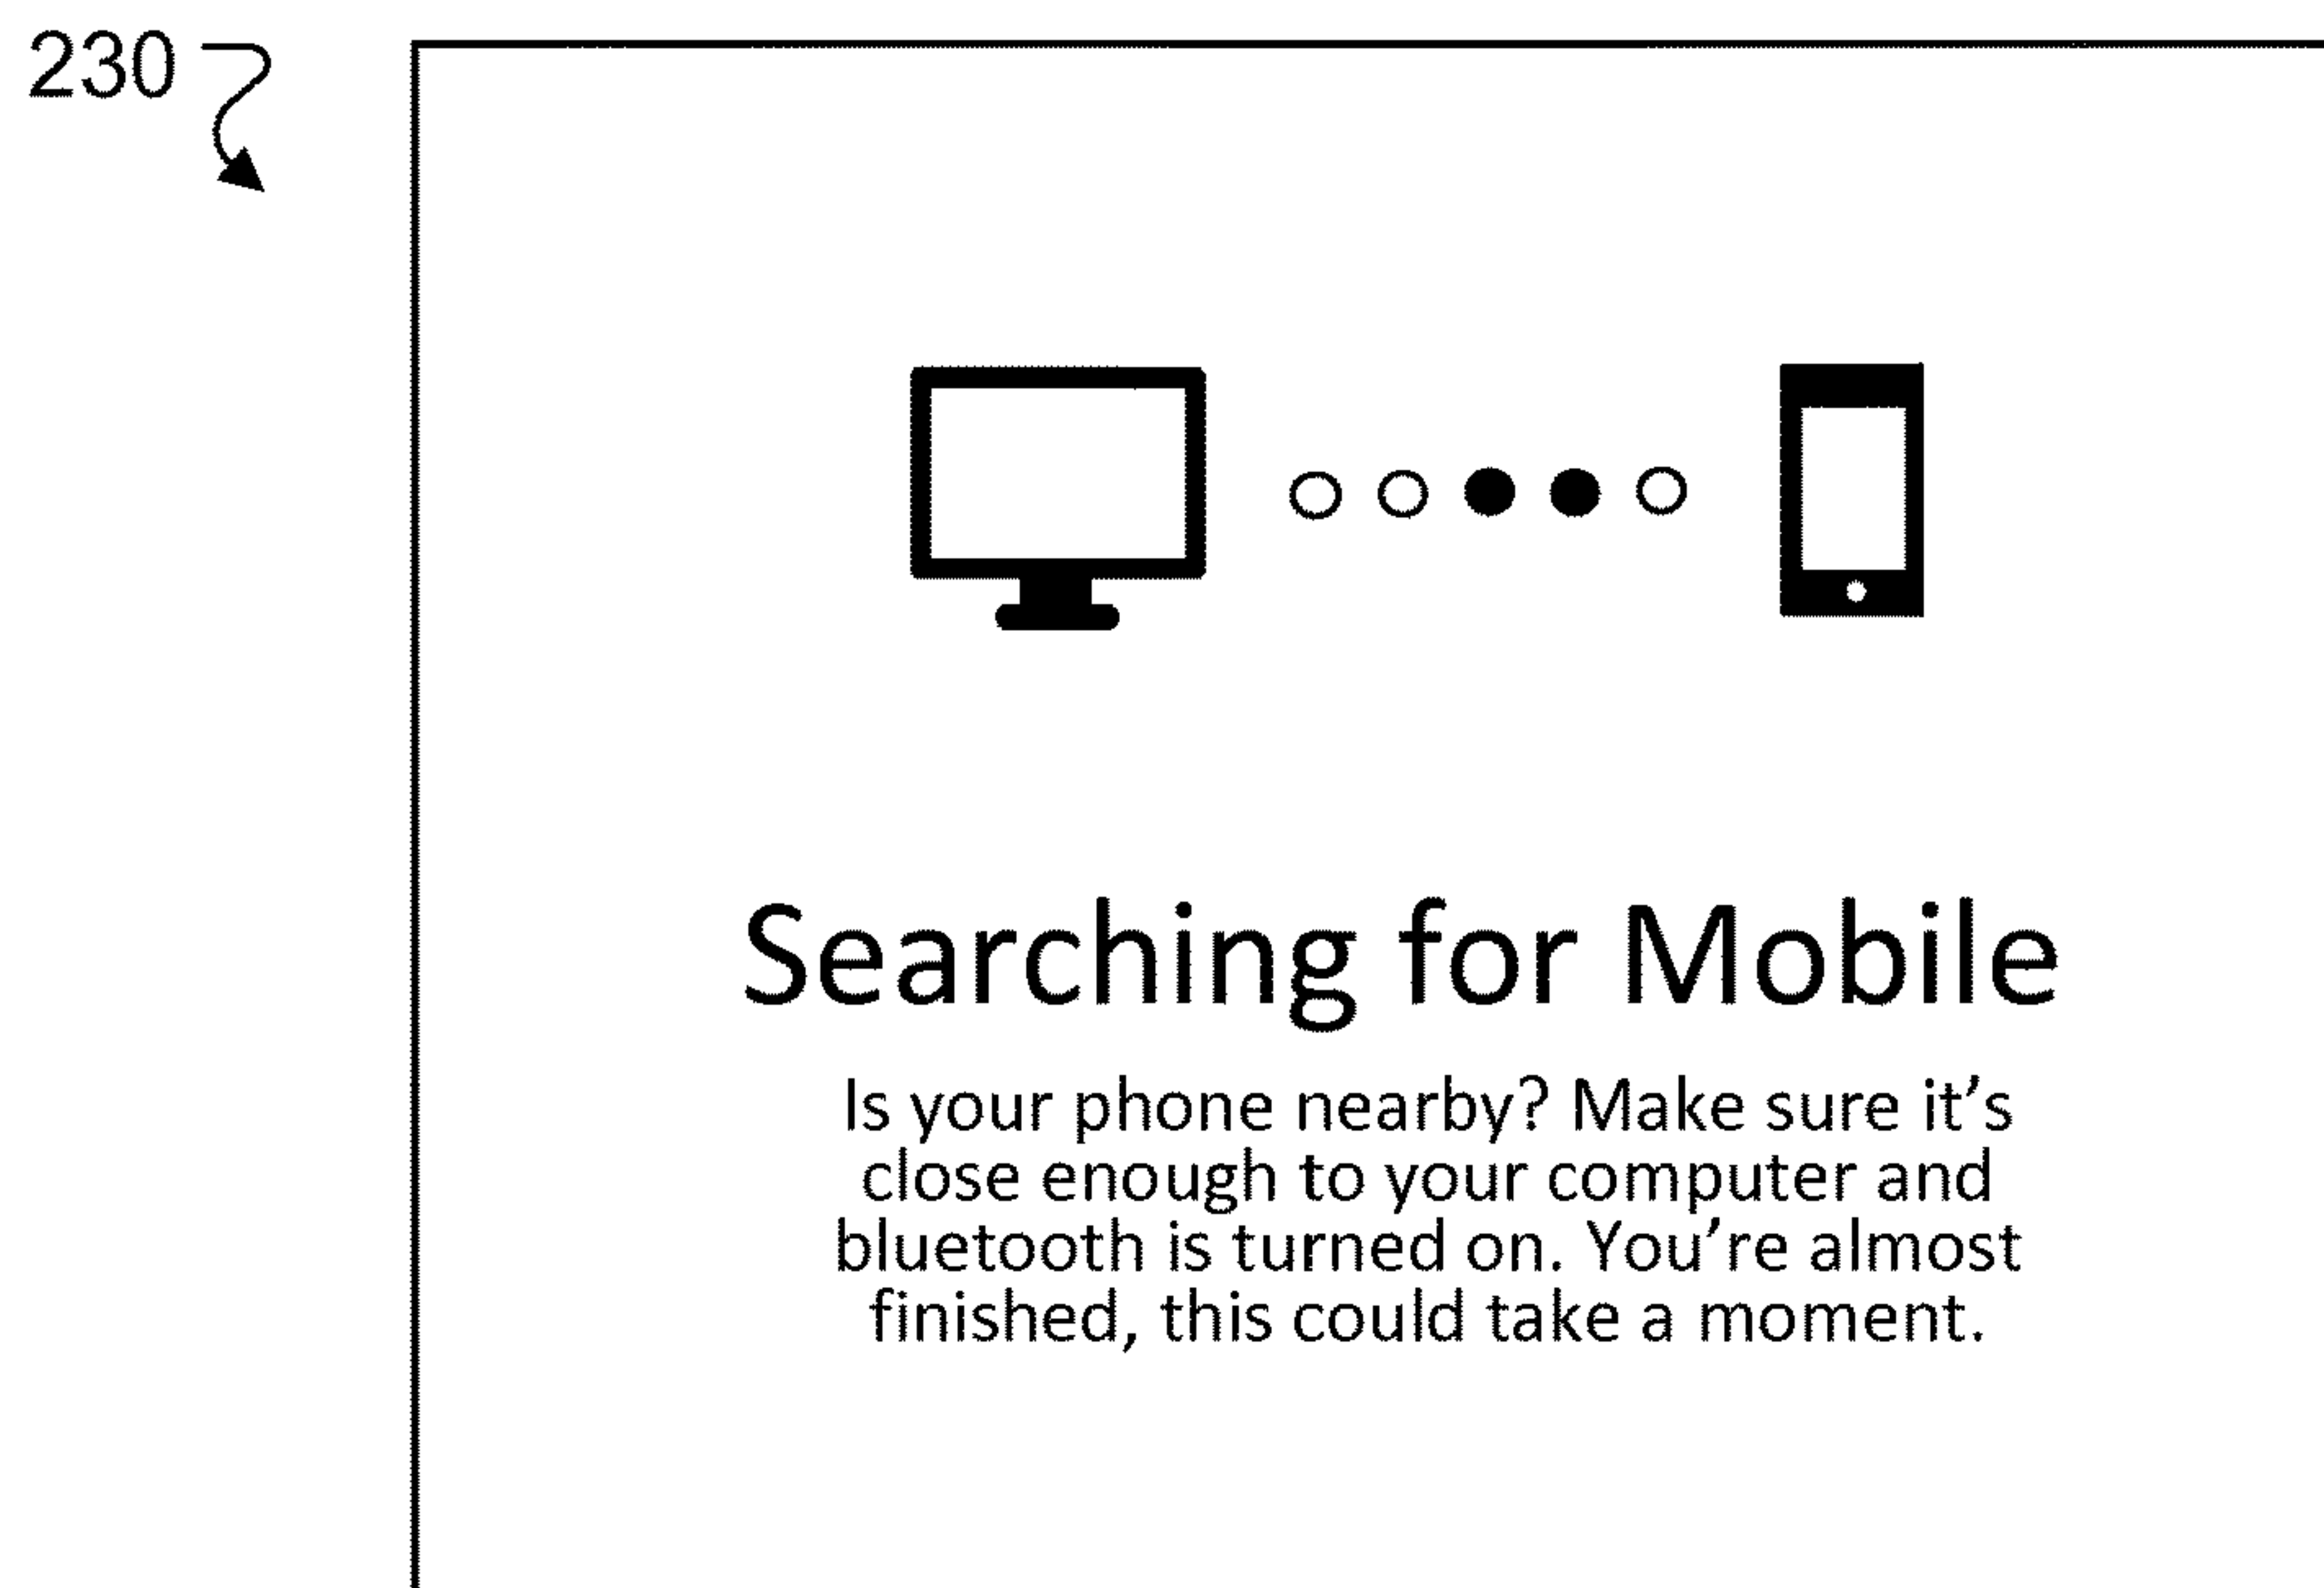 230
Searching for Mobile
Is your phone nearby? Make sure it’s
close enough to your computer and
bluetooth is turned on. You’re almost
finished, this could take a moment.